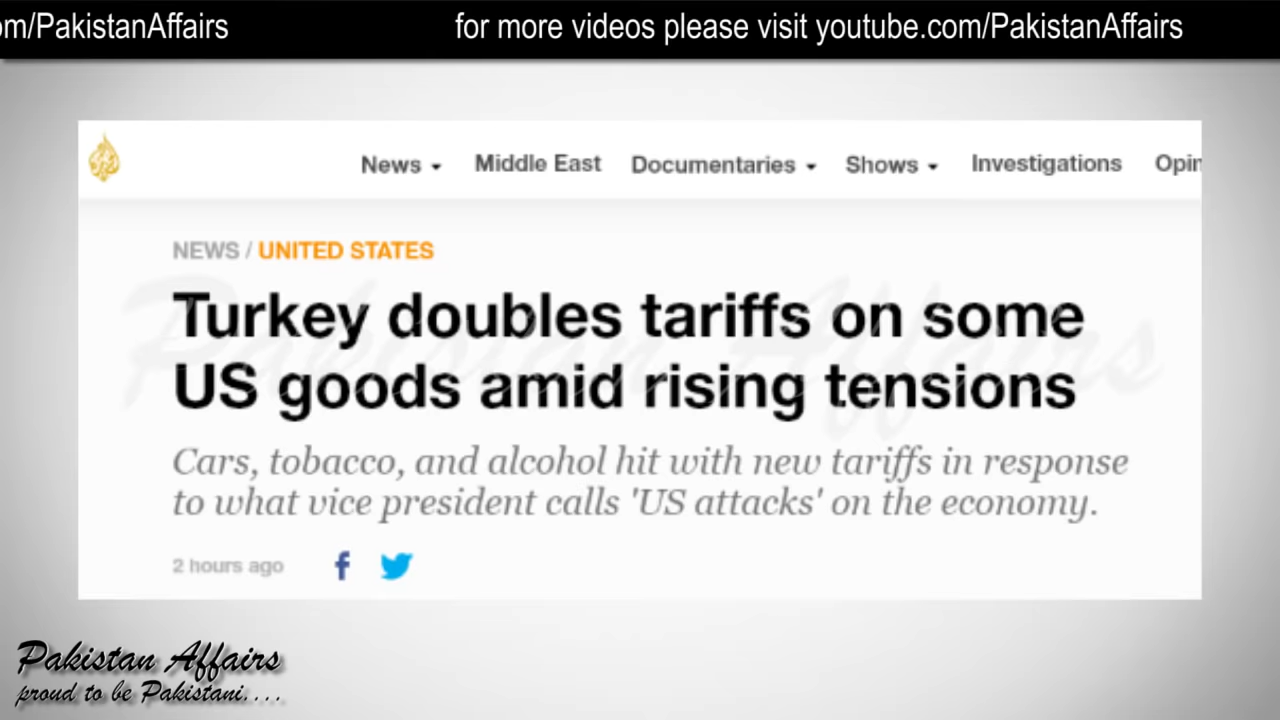 om/PakistanAffairs for more videos please visit youtube.com/PakistanAffairs
News Middle East Documentaries Shows Investigations Opin
NEWS / UNITED STATES
Turkey doubles tariffs on some
US goods amid rising tensions
Cars, tobacco, and alcohol hit with new tariffs in response
to what vice president calls 'US attacks' on the economy.
2 hours ago
Pakistan Affairs
Pakistan Affairs
proud to be Pakistani....